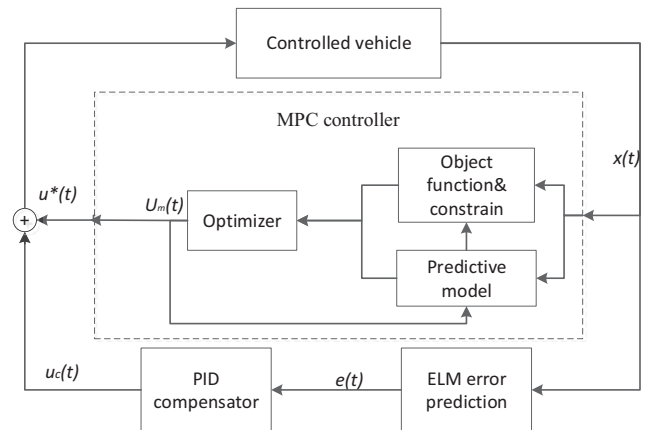 Controlled vehicle
MPC controller
x(t)
Object
function&
constrain
u*(t)
Um(t)
Optimizer
Predictive
model
uc(t)
PID
compensator
e(t)
ELM error
prediction